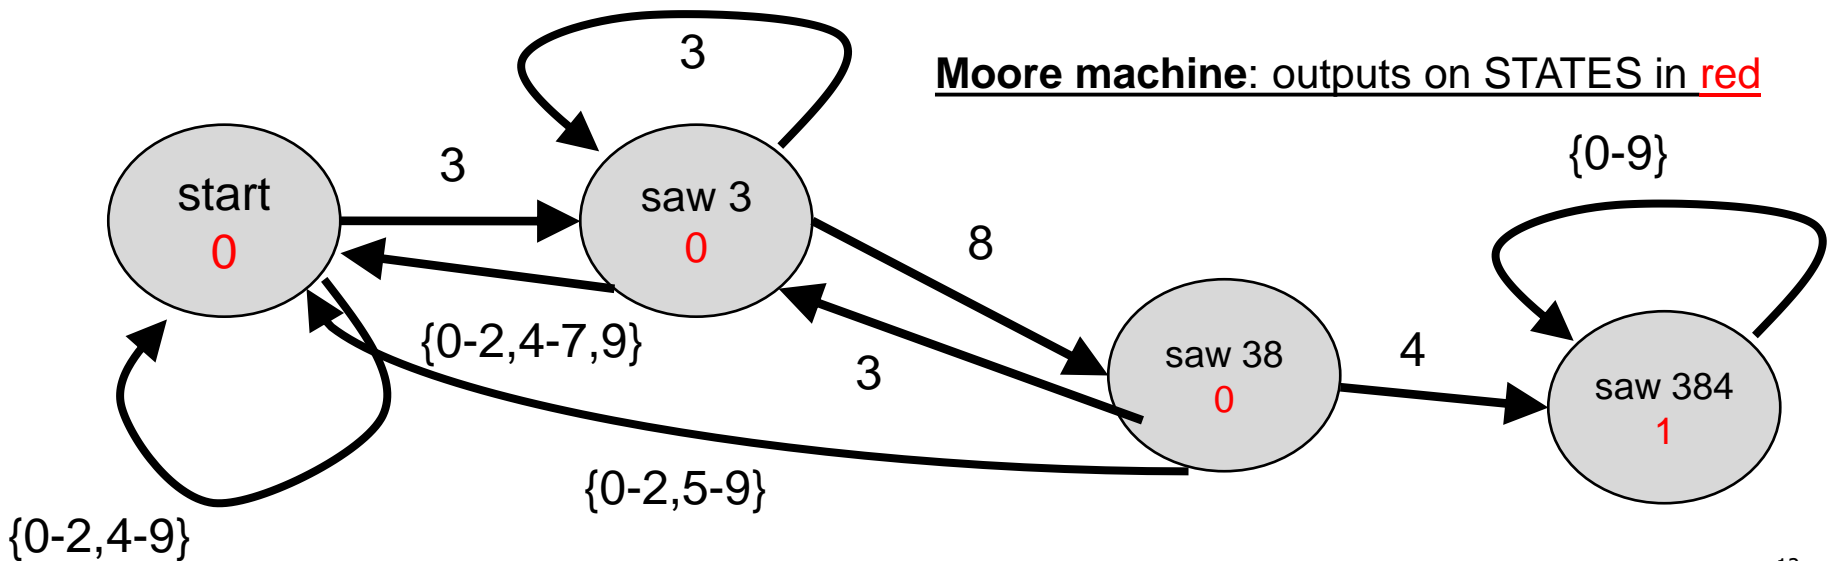 Moore machine: outputs on STATES in red
3
{0-9}
3
start
0
saw 3
0
8
{0-2,4-7,9}
3
saw 38
0
4
saw 384
1
{0-2,5-9}
{0-2,4-9}